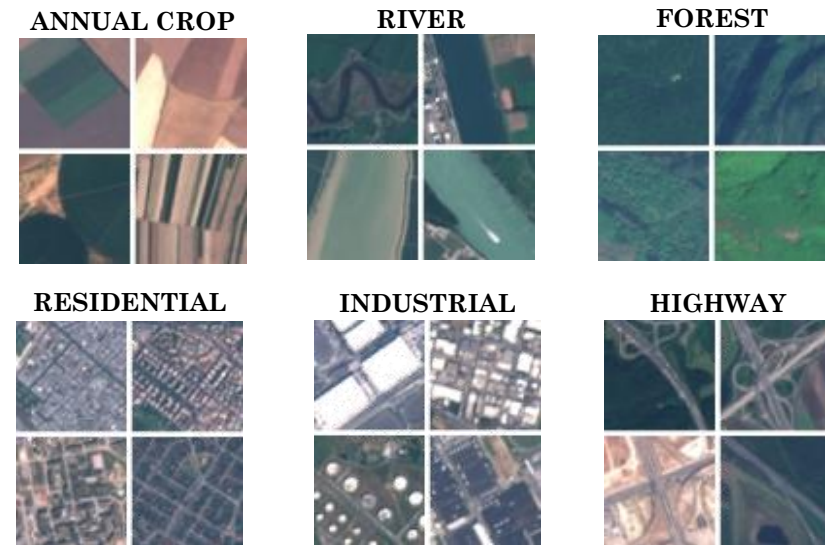 ANNUAL CROP
RIVER
FOREST
RESIDENTIAL
INDUSTRIAL
HIGHWAY